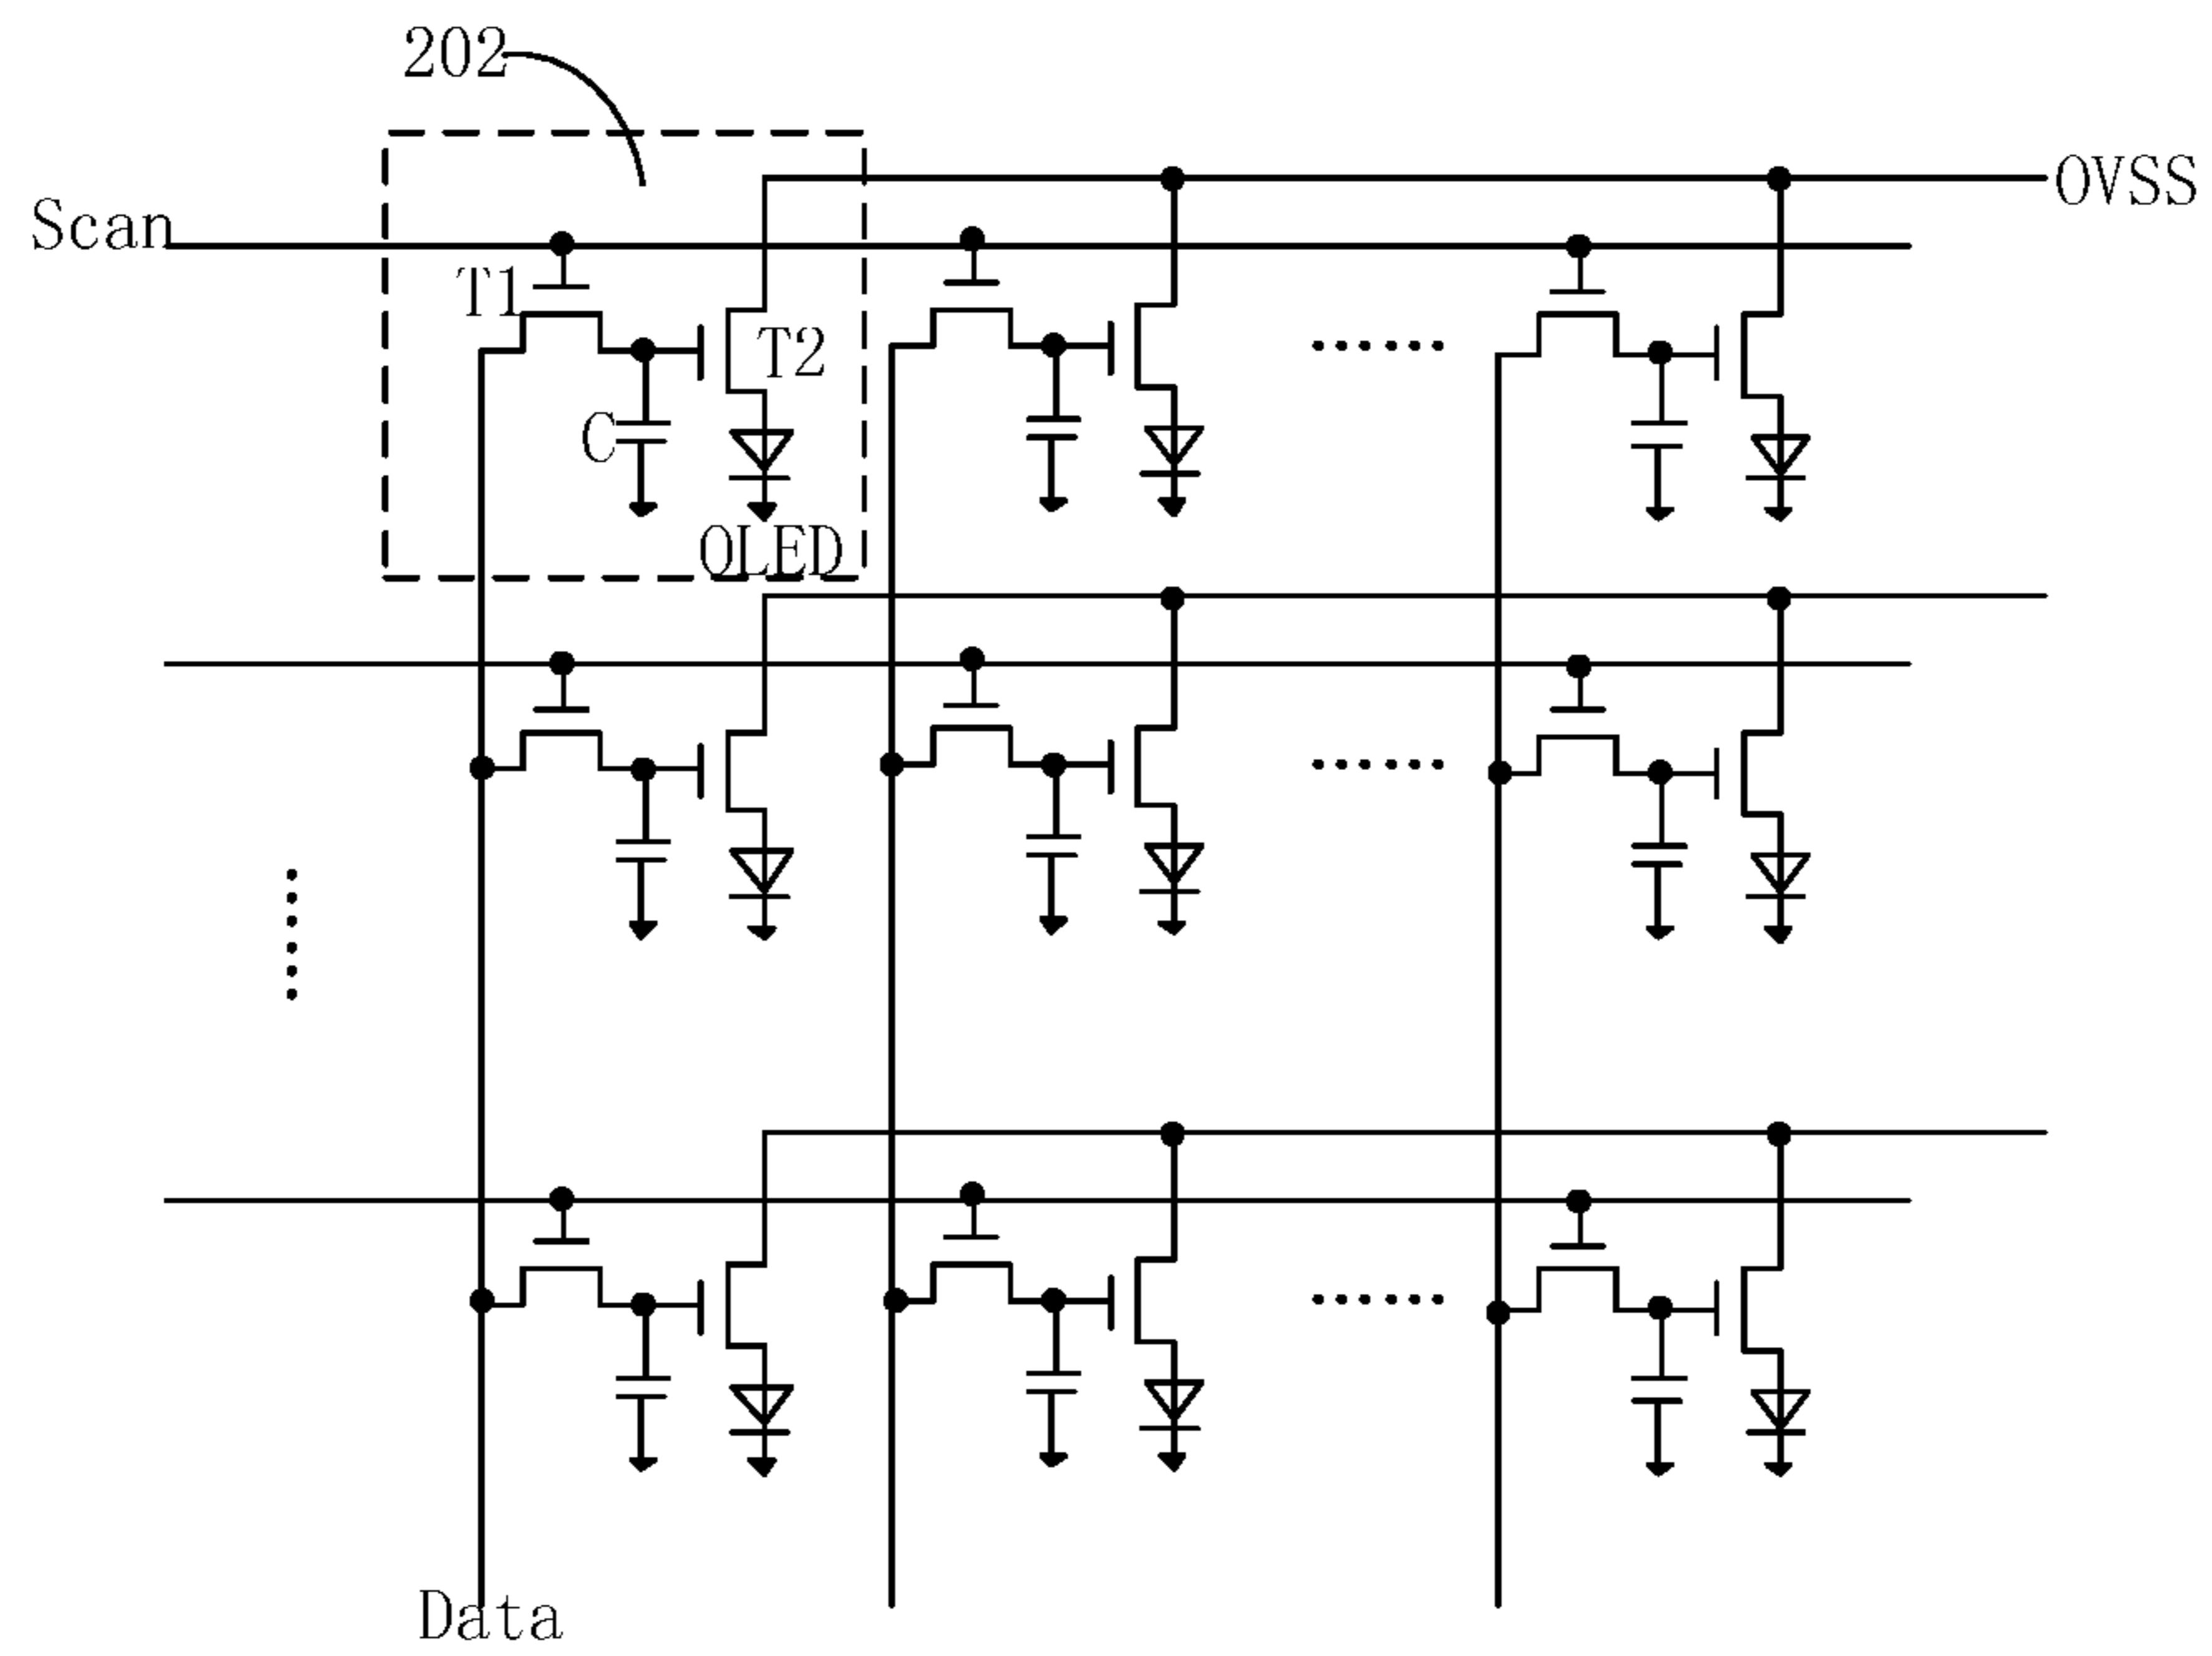 202
OVSS
Scan
T1
T2
C
OLED
Data